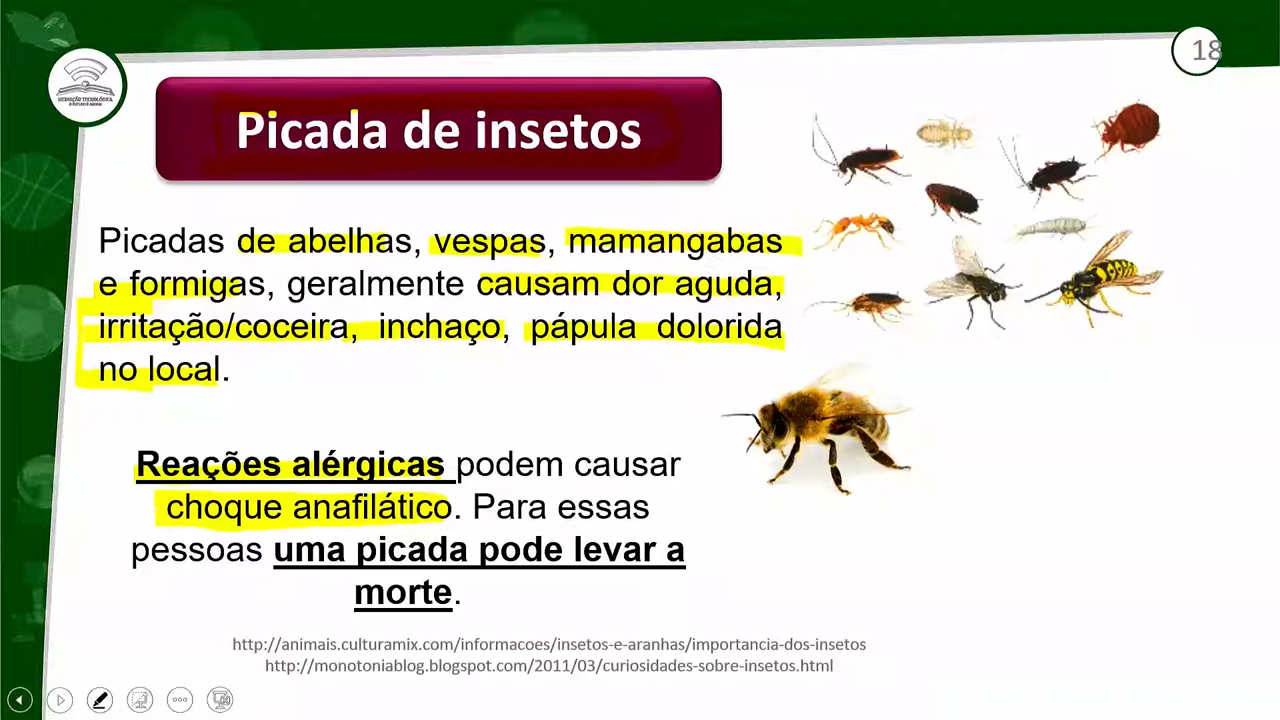 18
Picada de insetos
Picadas de abelhas, vespas, mamangabas
e formigas, geralmente causam dor aguda,
irritação/coceira, inchaço, pápula dolorida
no local.
Reações alérgicas podem causar
choque anafilático. Para essas
pessoas uma picada pode levar a
morte.
http://animais.culturamix.com/informacoes/insetos-e-aranhas/importancia-dos-insetos
http://monotoniablog.blogspot.com/2011/03/curiosidades-sobre-insetos.html